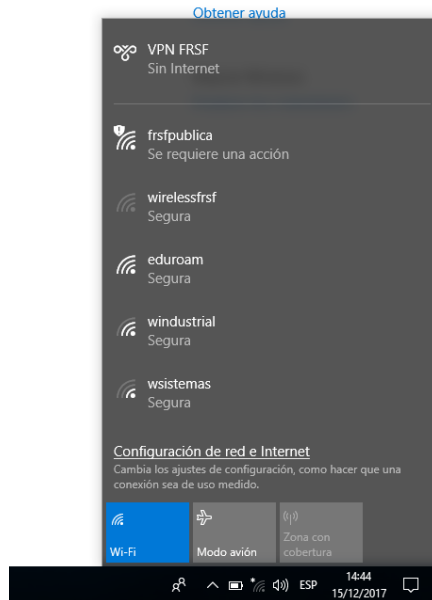 Obtener ayuda
VPN FRSF
Sin Internet
frsfpublica
Se requiere una acción
wirelessfrsf
Segura
eduroam
Segura
windustrial
Segura
wsistemas
Segura
Configuración de red e Internet
Cambia los ajustes de configuración, como hacer que una
conexión sea de uso medido.
Wi-Fi
Modo avión
Zona con
cobertura
ESP
14:44
15/12/2017